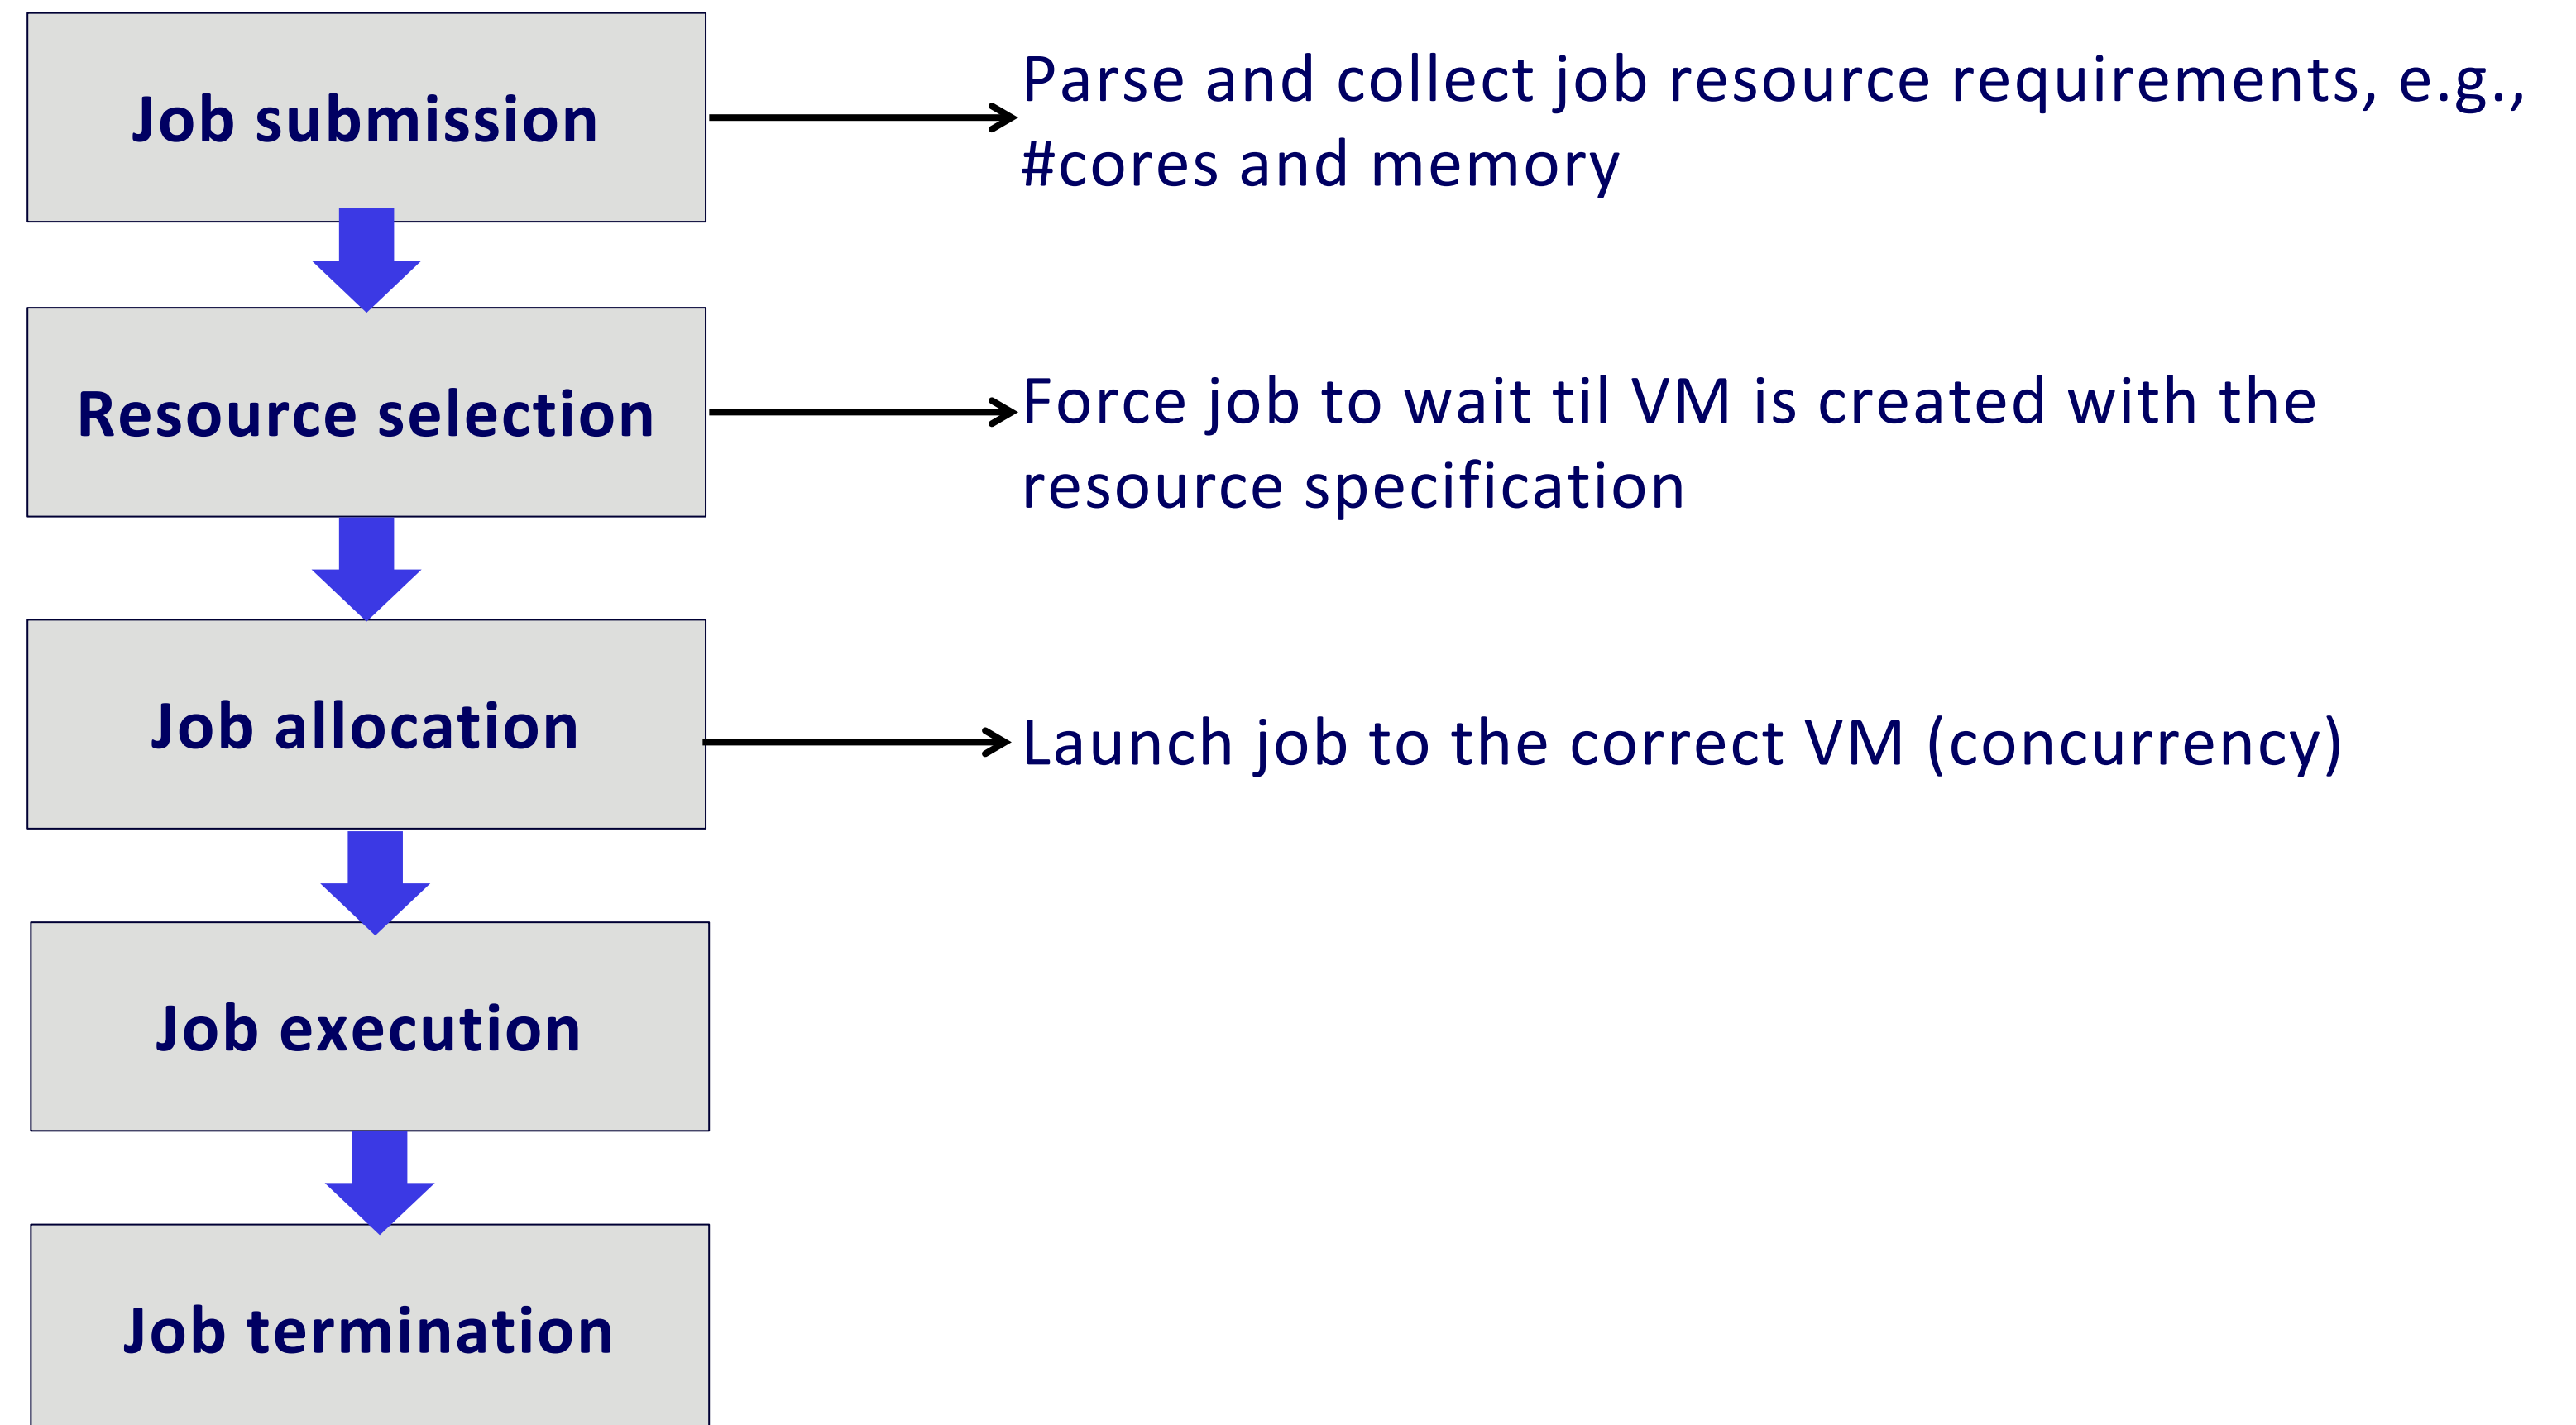 Job submission
Parse and collect job resource requirements, e.g.,
#cores and memory
Resource selection
Force job to wait til VM is created with the
resource specification
Job allocation
Launch job to the correct VM (concurrency)
Job execution
Job termination